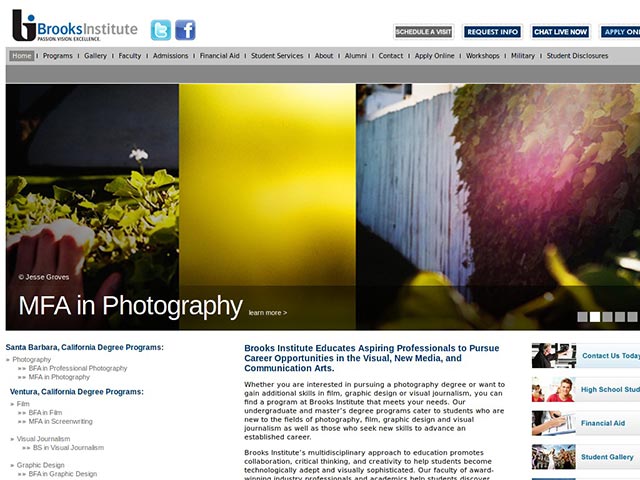 BrooksInstitute
PASSION. VISION. EXCELLENCE.
SCHEDULE A VISIT
REQUEST INFO
CHAT LIVE NOW
APPLY ON
Home Programs Gallery Faculty Admissions Financial Aid Student Services About Alumni Contact Apply Online Workshops Military Student Disclosures
© Jesse Groves
MFA in Photography learn more >
Santa Barbara, California Degree Programs:
» Photography
»» BFA in Professional Photography
»» MFA in Photography
Ventura, California Degree Programs:
» Film
»» BFA in Film
»» MFA in Screenwriting
» Visual Journalism
»» BS in Visual Journalism
» Graphic Design
»» BFA in Graphic Design
Brooks Institute Educates Aspiring Professionals to Pursue
Career Opportunities in the Visual, New Media, and
Communication Arts.
Whether you are interested in pursuing a photography degree or want to
gain additional skills in film, graphic design or visual journalism, you can
find a program at Brooks Institute that meets your needs. Our
undergraduate and master's degree programs cater to students who are
new to the fields of photography, film, graphic design and visual
journalism as well as those who seek new skills to advance an
established career.
Brooks Institute's multidisciplinary approach to education promotes
collaboration, critical thinking, and creativity to help students become
technologically adept and visually sophisticated. Our faculty of award-
winning industry professionals and academics help students discover
Contact Us Today
High School Stud
Financial Aid
Student Gallery